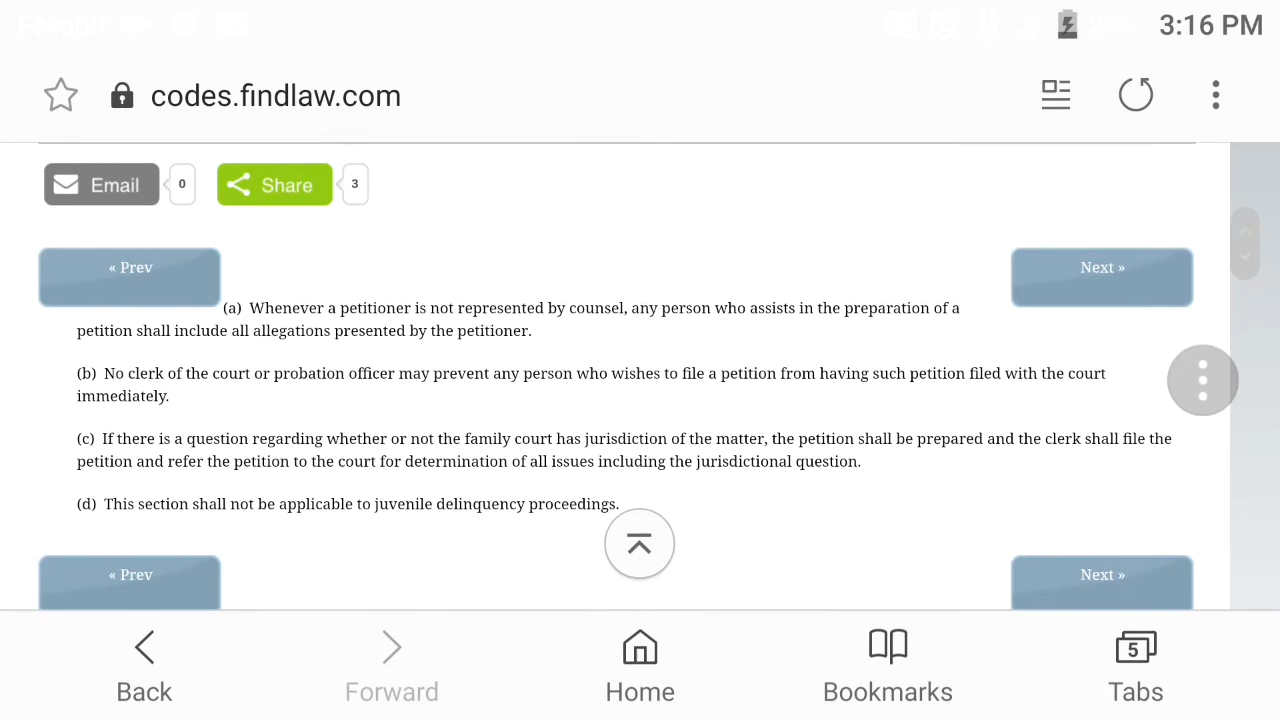 T-Mobil
3:16 PM
codes.findlaw.com
Email 0 Share 3
« Prev
Next »
(a) Whenever a petitioner is not represented by counsel, any person who assists in the preparation of a
petition shall include all allegations presented by the petitioner.
(b) No clerk of the court or probation officer may prevent any person who wishes to file a petition from having such petition filed with the court
immediately.
(c) If there is a question regarding whether or not the family court has jurisdiction of the matter, the petition shall be prepared and the clerk shall file the
petition and refer the petition to the court for determination of all issues including the jurisdictional question.
(d) This section shall not be applicable to juvenile delinquency proceedings.
« Prev
Next »
5
Back Forward Home Bookmarks Tabs